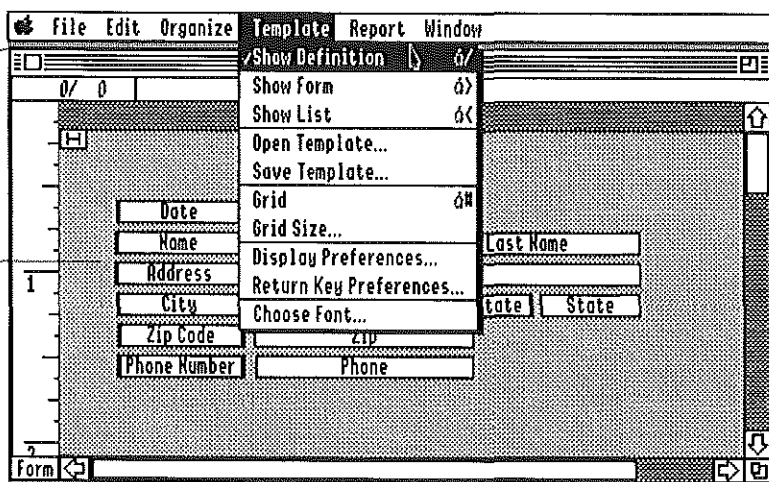 File Edit Organize Template Report Window
✓Show Definition /
0/ 0
Show Form >
Show List <
Open Template...
Save Template...
Grid #
Grid Size...
Date
Name Last Name
Display Preferences...
Address
Return Key Preferences...
1
City tate State
Choose Font...
Zip Code Zip
Phone Number Phone
2
Form